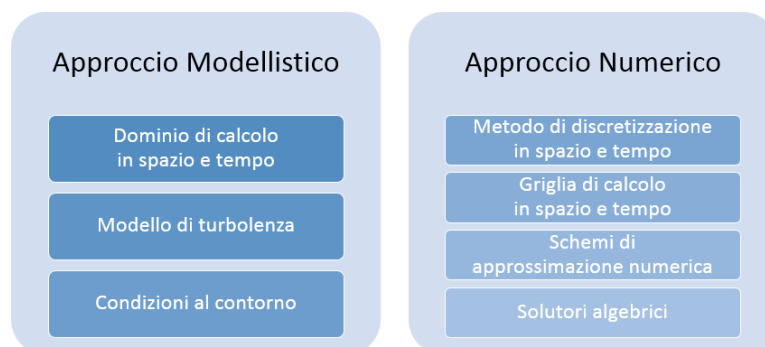 Approccio Modellistico
Dominio di calcolo
in spazio e tempo
Modello di turbolenza
Condizioni al contorno
Approccio Numerico
Metodo di discretizzazione
in spazio e tempo
Griglia di calcolo
in spazio e tempo
Schemi di
approssimazione numerica
Solutori algebrici